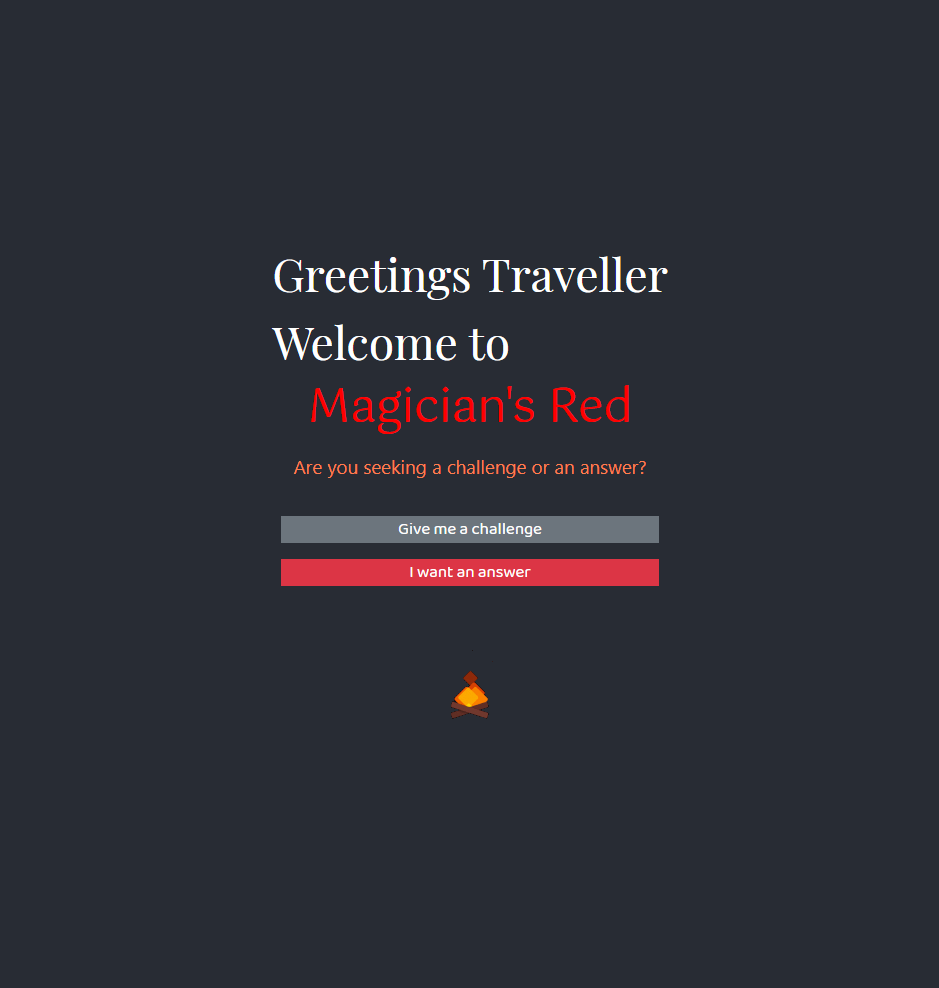 Greetings Traveller
Welcome to
Magician's Red
Are you seeking a challenge or an answer?
Give me a challenge
I want an answer